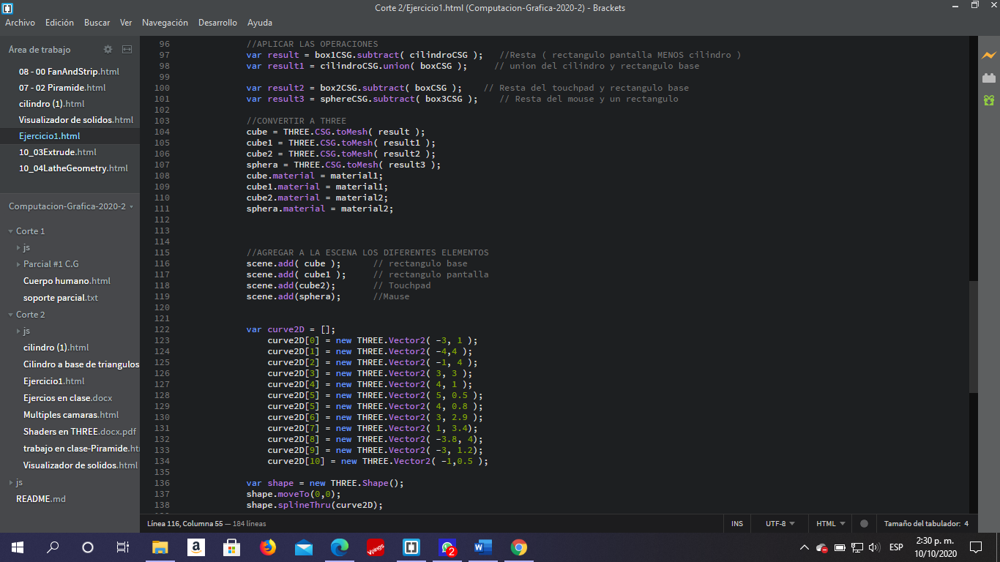 Corte 2/Ejercicio1.html (Computacion-Grafica-2020-2) - Brackets
Archivo Edición Buscar Ver Navegación Desarrollo Ayuda
Área de trabajo
08 - 00 FanAndStrip.html
07 - 02 Piramide.html
cilindro (1).html
Visualizador de solidos.html
Ejercicio1.html
10_03Extrude.html
10_04LatheGeometry.html
Computacion-Grafica-2020-2
Corte 1
js
Parcial #1 C.G
Cuerpo humano.html
soporte parcial.txt
Corte 2
js
cilindro (1).html
Cilindro a base de triangulos
Ejercicio1.html
Ejercios en clase.docx
Multiples camaras.html
Shaders en THREE.docx.pdf
trabajo en clase-Piramide.ht
Visualizador de solidos.html
js
README.md
96 //APLICAR LAS OPERACIONES
97 var result = box1CSG.subtract( cilindroCSG ); //Resta ( rectangulo pantalla MENOS cilindro )
98 var result1 = cilindroCSG.union( boxCSG ); // union del cilindro y rectangulo base
99
100 var result2 = box2CSG.subtract( boxCSG ); // Resta del touchpad y rectangulo base
101 var result3 = sphereCSG.subtract( box3CSG ); // Resta del mouse y un rectangulo
102
103 //CONVERTIR A THREE
104 cube = THREE.CSG.toMesh( result );
105 cube1 = THREE.CSG.toMesh( result1 );
106 cube2 = THREE.CSG.toMesh( result2 );
107 sphera = THREE.CSG.toMesh( result3 );
108 cube.material = material1;
109 cube1.material = material1;
110 cube2.material = material2;
111 sphera.material = material2;
112
113
114
115 //AGREGAR A LA ESCENA LOS DIFERENTES ELEMENTOS
116 scene.add( cube ); // rectangulo base
117 scene.add( cube1 ); // rectangulo pantalla
118 scene.add(cube2); // Touchpad
119 scene.add(sphera); //Mause
120
121
122 var curve2D = [];
123 curve2D[0] = new THREE.Vector2( -3, 1 );
124 curve2D[1] = new THREE.Vector2( -4,4 );
125 curve2D[2] = new THREE.Vector2( -1, 4 );
126 curve2D[3] = new THREE.Vector2( 3, 3 );
127 curve2D[4] = new THREE.Vector2( 4, 1 );
128 curve2D[5] = new THREE.Vector2( 5, 0.5 );
129 curve2D[5] = new THREE.Vector2( 4, 0.8 );
130 curve2D[6] = new THREE.Vector2( 3, 2.9 );
131 curve2D[7] = new THREE.Vector2( 1, 3.4);
132 curve2D[8] = new THREE.Vector2( -3.8, 4);
133 curve2D[9] = new THREE.Vector2( -3, 1.2);
134 curve2D[10] = new THREE.Vector2( -1,0.5 );
135
136 var shape = new THREE.Shape();
137 shape.moveTo(0,0);
138 shape.splineThru(curve2D);
Línea 116, Columna 55 — 184 líneas INS UTF-8 HTML Tamaño del tabulador: 4
Vpings 2 ESP 2:30 p. m.
10/10/2020